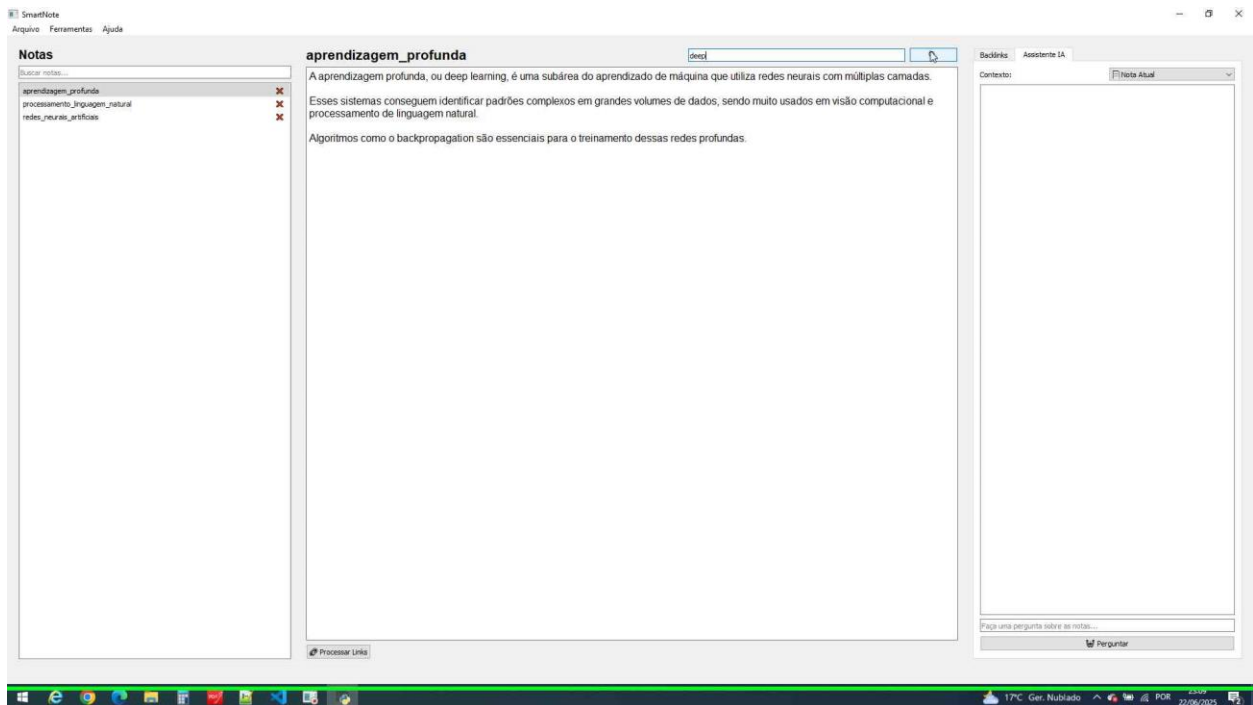 SmartNote
Arquivo Ferramentas Ajuda
Notas
Buscar notas...
aprendizagem_profunda
processamento_linguagem_natural
redes_neurais_artificiais
aprendizagem_profunda
deep
A aprendizagem profunda, ou deep learning, é uma subárea do aprendizado de máquina que utiliza redes neurais com múltiplas camadas.
Esses sistemas conseguem identificar padrões complexos em grandes volumes de dados, sendo muito usados em visão computacional e
processamento de linguagem natural.
Algoritmos como o backpropagation são essenciais para o treinamento dessas redes profundas.
Processar Links
Backlinks Assistente IA
Contexto: Nota Atual
Faça uma pergunta sobre as notas...
Perguntar
17°C Ger. Nublado POR
23:09
22/06/2025